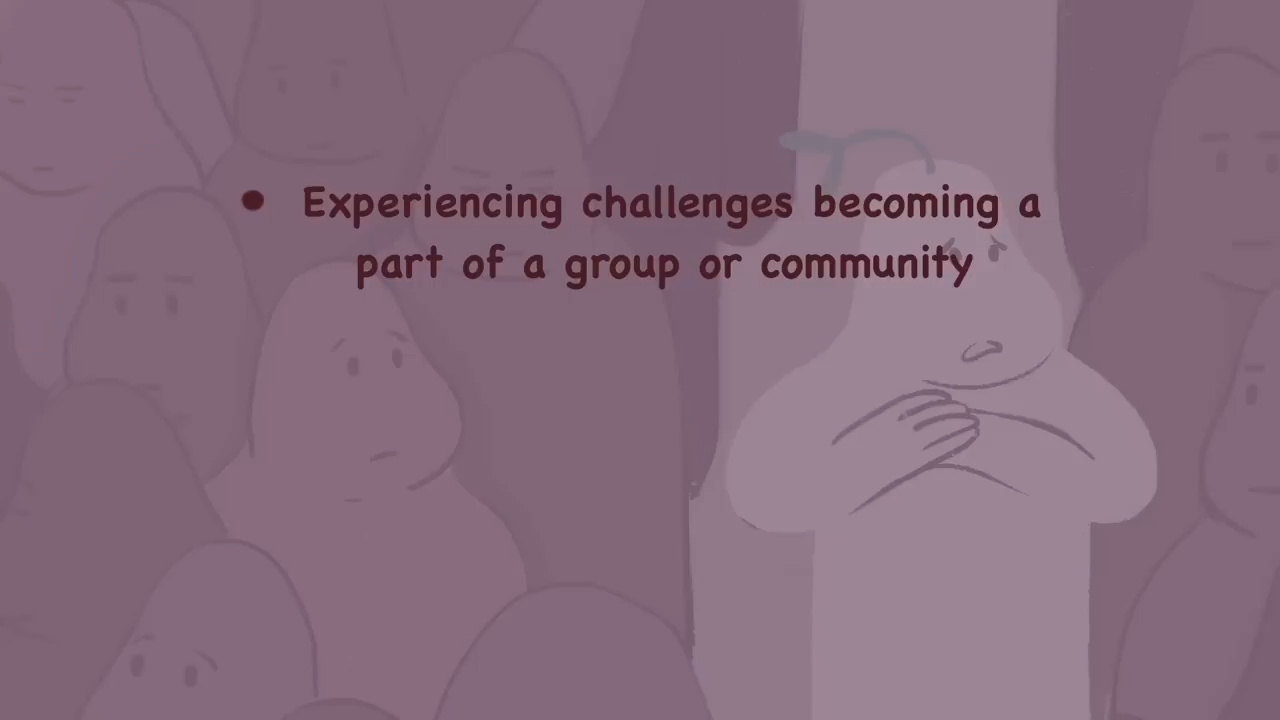 • Experiencing challenges becoming a
part of a group or community